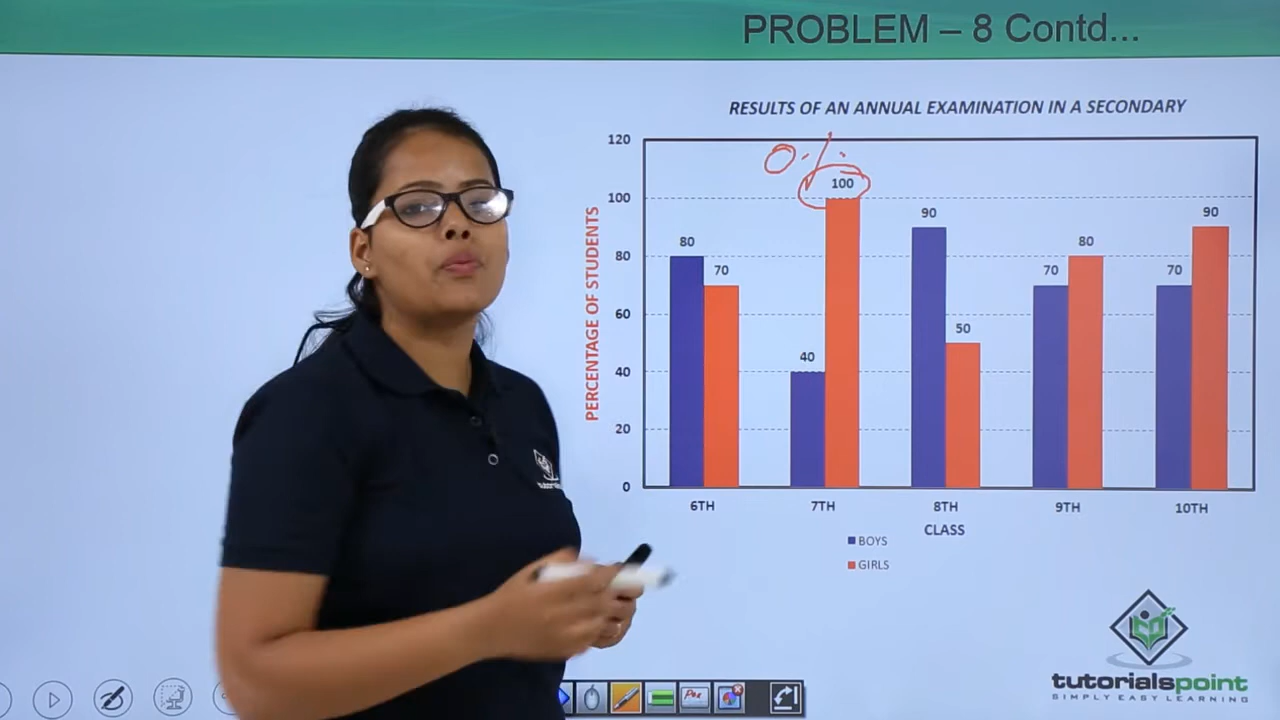 PROBLEM – 8 Contd...
RESULTS OF AN ANNUAL EXAMINATION IN A SECONDARY
PERCENTAGE OF STUDENTS
120
100
80
60
40
20
0
0%
80
70
40
100
90
50
70
80
70
90
6TH
7TH
8TH
9TH
10TH
CLASS
BOYS
GIRLS
tutorialspoint
SIMPLY EASY LEARNING